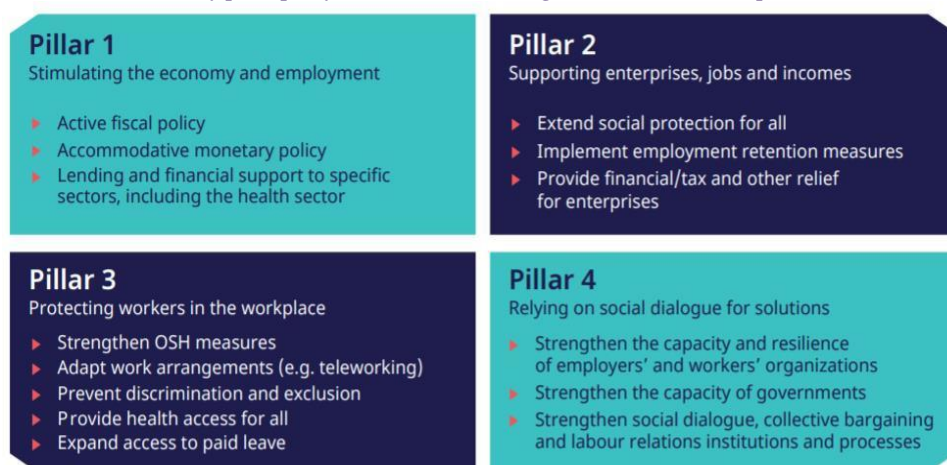 Pillar 1
Stimulating the economy and employment
Active fiscal policy
Accommodative monetary policy
Lending and financial support to specific
sectors, including the health sector
Pillar 2
Supporting enterprises, jobs and incomes
Extend social protection for all
Implement employment retention measures
Provide financial/tax and other relief
for enterprises
Pillar 3
Protecting workers in the workplace
Strengthen OSH measures
Adapt work arrangements (e.g. teleworking)
Prevent discrimination and exclusion
Provide health access for all
Expand access to paid leave
Pillar 4
Relying on social dialogue for solutions
Strengthen the capacity and resilience
of employers’ and workers’ organizations
Strengthen the capacity of governments
Strengthen social dialogue, collective bargaining
and labour relations institutions and processes